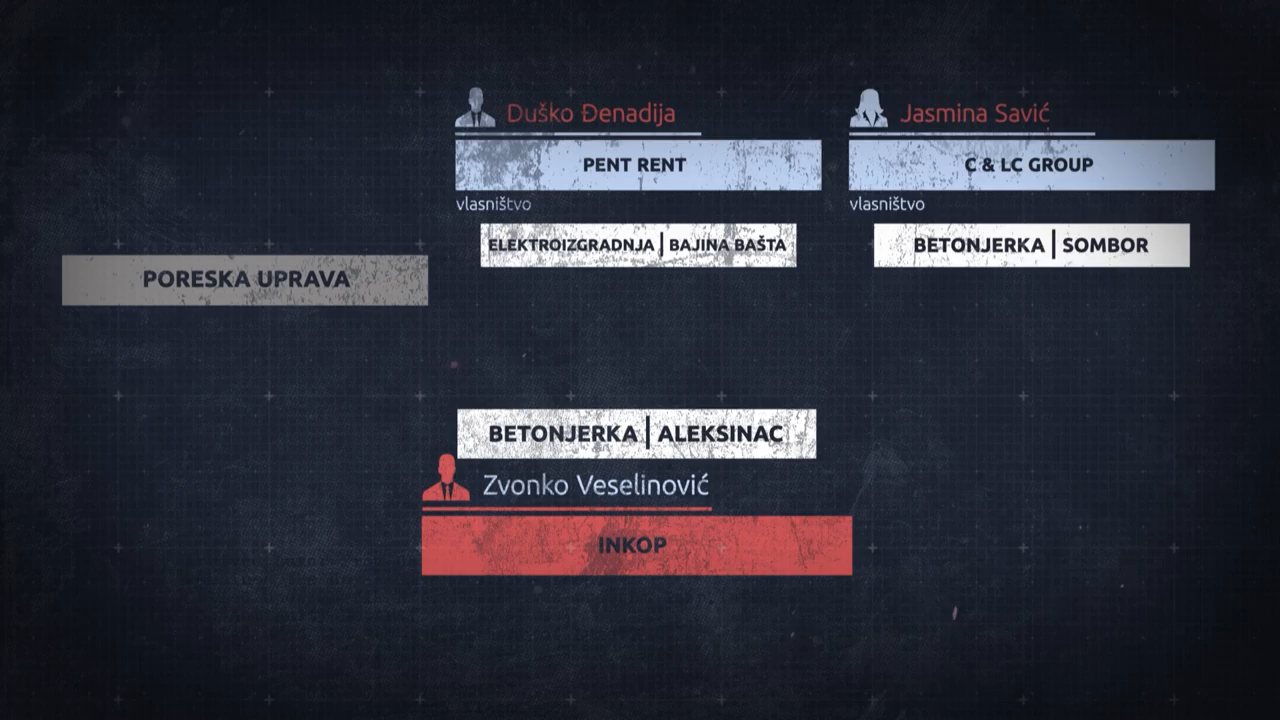 Duško Đenadija
PENT RENT
vlasništvo
ELEKTROIZGRADNJA | BAJINA BAŠTA
Jasmina Savić
C & LC GROUP
vlasništvo
BETONJERKA | SOMBOR
PORESKA UPRAVA
BETONJERKA | ALEKSINAC
Zvonko Veselinović
INKOP